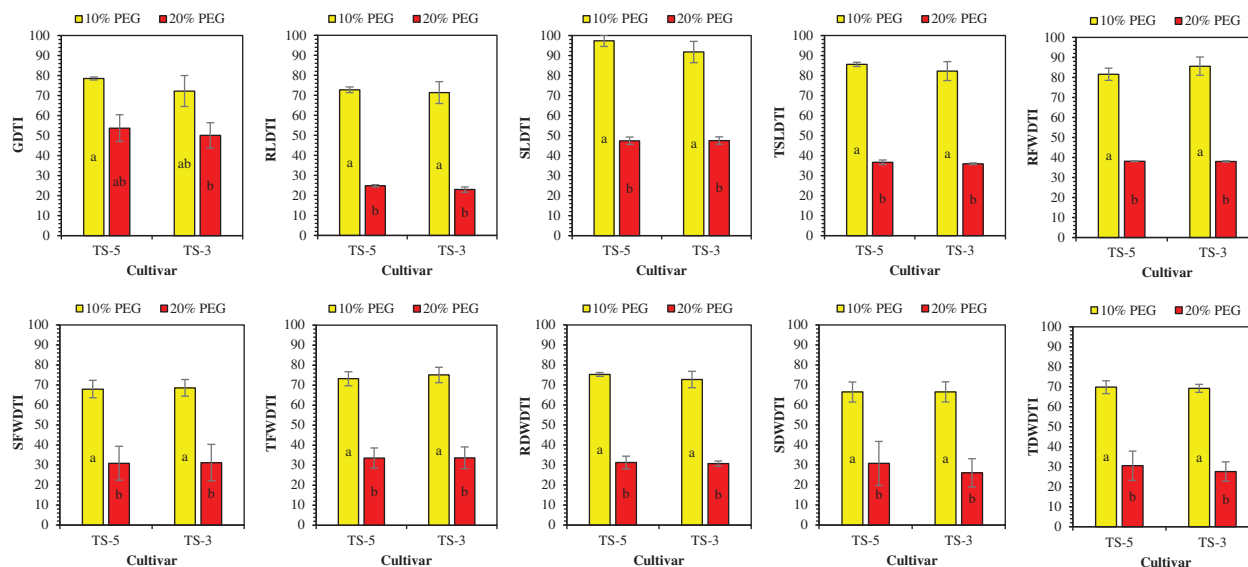 10% PEG 20% PEG
100
90
80
70
60
50
40
30
20
10
0
GDTI
a
ab
ab
b
TS-5 TS-3
Cultivar
10% PEG 20% PEG
100
90
80
70
60
50
40
30
20
10
0
RLDTI
a
b
a
b
TS-5 TS-3
Cultivar
10% PEG 20% PEG
100
90
80
70
60
50
40
30
20
10
0
SLDTI
a
b
a
b
TS-5 TS-3
Cultivar
10% PEG 20% PEG
100
90
80
70
60
50
40
30
20
10
0
TSLDTI
a
b
a
b
TS-5 TS-3
Cultivar
10% PEG 20% PEG
100
90
80
70
60
50
40
30
20
10
0
RFWDTI
a
b
a
b
TS-5 TS-3
Cultivar
10% PEG 20% PEG
100
90
80
70
60
50
40
30
20
10
0
SFWDTI
a
b
a
b
TS-5 TS-3
Cultivar
10% PEG 20% PEG
100
90
80
70
60
50
40
30
20
10
0
TFWDTI
a
b
a
b
TS-5 TS-3
Cultivar
10% PEG 20% PEG
100
90
80
70
60
50
40
30
20
10
0
RDWDTI
a
b
a
b
TS-5 TS-3
Cultivar
10% PEG 20% PEG
100
90
80
70
60
50
40
30
20
10
0
SDWDTI
a
b
a
b
TS-5 TS-3
Cultivar
10% PEG 20% PEG
100
90
80
70
60
50
40
30
20
10
0
TDWDTI
a
b
a
b
TS-5 TS-3
Cultivar